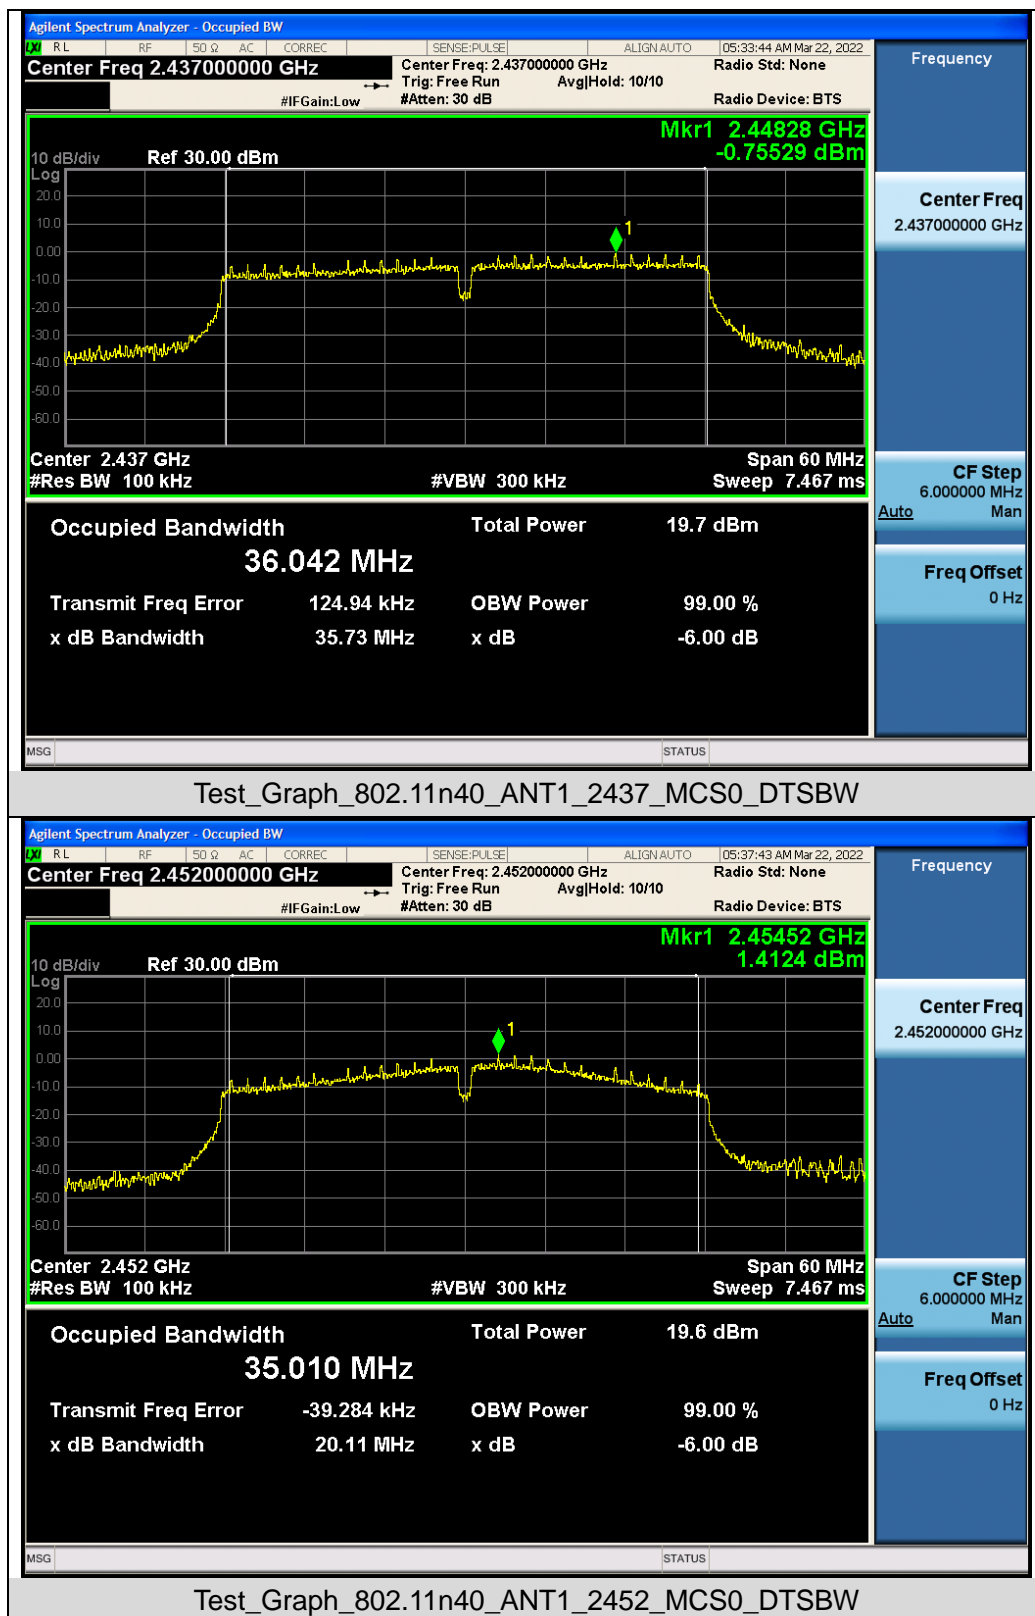 Agilent Spectrum Analyzer - Occupied BW
LXI RL RF 50 Ω AC CORREC SENSE:PULSE ALIGN AUTO 05:33:44 AM Mar 22, 2022
Center Freq 2.437000000 GHz
Center Freq: 2.437000000 GHz
Radio Std: None
Trig: Free Run Avg|Hold: 10/10
#IFGain:Low #Atten: 30 dB Radio Device: BTS
Frequency
Mkr1 2.44828 GHz
-0.75529 dBm
10 dB/div Ref 30.00 dBm
Log
20.0
10.0
0.00
-10.0
-20.0
-30.0
-40.0
-50.0
-60.0
1
Center 2.437 GHz Span 60 MHz
#Res BW 100 kHz #VBW 300 kHz Sweep 7.467 ms
Center Freq
2.437000000 GHz
CF Step
6.000000 MHz
Auto Man
Freq Offset
0 Hz
Occupied Bandwidth Total Power 19.7 dBm
36.042 MHz
Transmit Freq Error 124.94 kHz OBW Power 99.00 %
x dB Bandwidth 35.73 MHz x dB -6.00 dB
MSG STATUS
Test_Graph_802.11n40_ANT1_2437_MCS0_DTSBW
Agilent Spectrum Analyzer - Occupied BW
LXI RL RF 50 Ω AC CORREC SENSE:PULSE ALIGN AUTO 05:37:43 AM Mar 22, 2022
Center Freq 2.452000000 GHz
Center Freq: 2.452000000 GHz
Radio Std: None
Trig: Free Run Avg|Hold: 10/10
#IFGain:Low #Atten: 30 dB Radio Device: BTS
Frequency
Mkr1 2.45452 GHz
1.4124 dBm
10 dB/div Ref 30.00 dBm
Log
20.0
10.0
0.00
-10.0
-20.0
-30.0
-40.0
-50.0
-60.0
1
Center 2.452 GHz Span 60 MHz
#Res BW 100 kHz #VBW 300 kHz Sweep 7.467 ms
Center Freq
2.452000000 GHz
CF Step
6.000000 MHz
Auto Man
Freq Offset
0 Hz
Occupied Bandwidth Total Power 19.6 dBm
35.010 MHz
Transmit Freq Error -39.284 kHz OBW Power 99.00 %
x dB Bandwidth 20.11 MHz x dB -6.00 dB
MSG STATUS
Test_Graph_802.11n40_ANT1_2452_MCS0_DTSBW